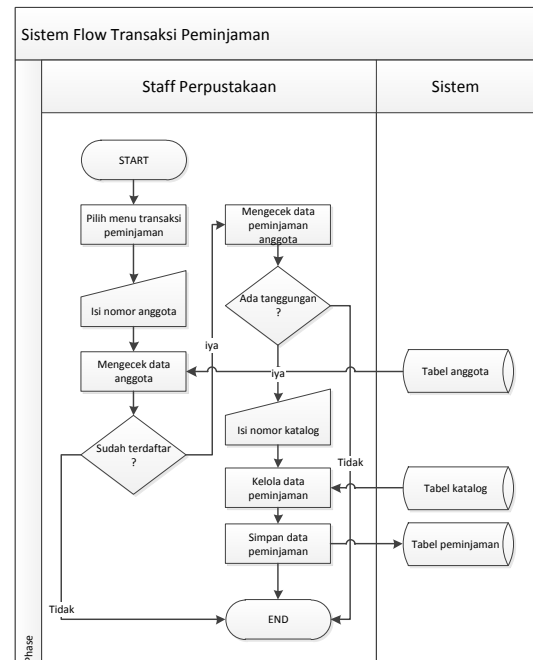 Sistem Flow Transaksi Peminjaman
Staff Perpustakaan
Sistem
START
Pilih menu transaksi
peminjaman
Isi nomor anggota
Mengecek data
anggota
Sudah terdaftar
?
Tidak
iya
Mengecek data
peminjaman
anggota
Ada tanggungan
?
iya
Tidak
Isi nomor katalog
Kelola data
peminjaman
Simpan data
peminjaman
END
Tabel anggota
Tabel katalog
Tabel peminjaman
Phase